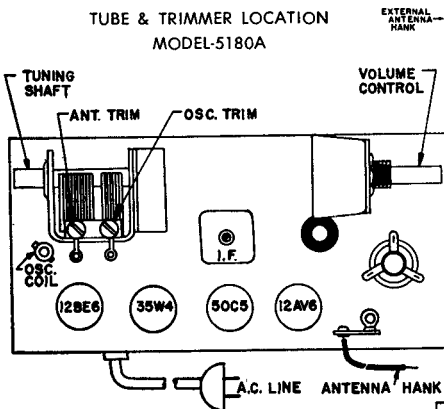 TUBE & TRIMMER LOCATION
MODEL-5180A
EXTERNAL
ANTENNA
HANK
TUNING
SHAFT
VOLUME
CONTROL
ANT. TRIM
OSC. TRIM
I.F.
OSC.
COIL
12BE6
35W4
50C5
12AV6
A.C. LINE
ANTENNA HANK